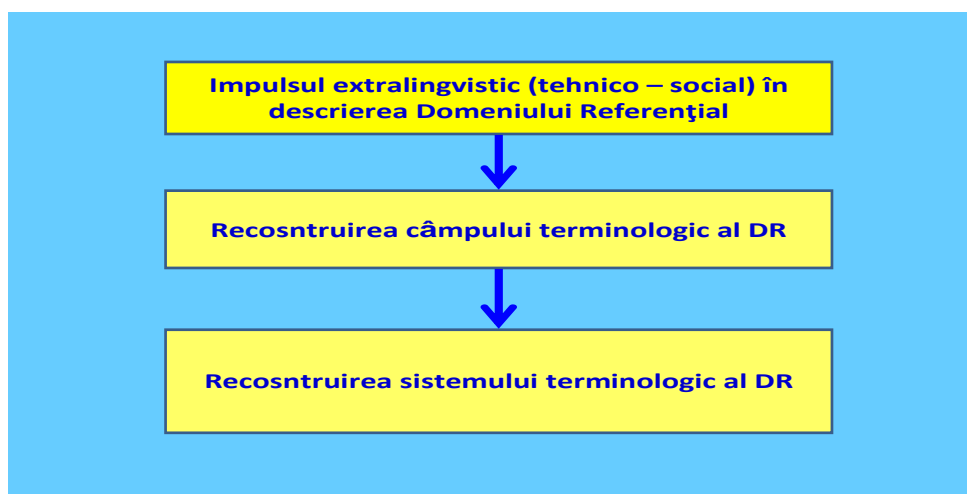 Impulsul extralingvistic (tehnico – social) în
descrierea Domeniului Referenţial
Recosntruirea câmpului terminologic al DR
Recosntruirea sistemului terminologic al DR